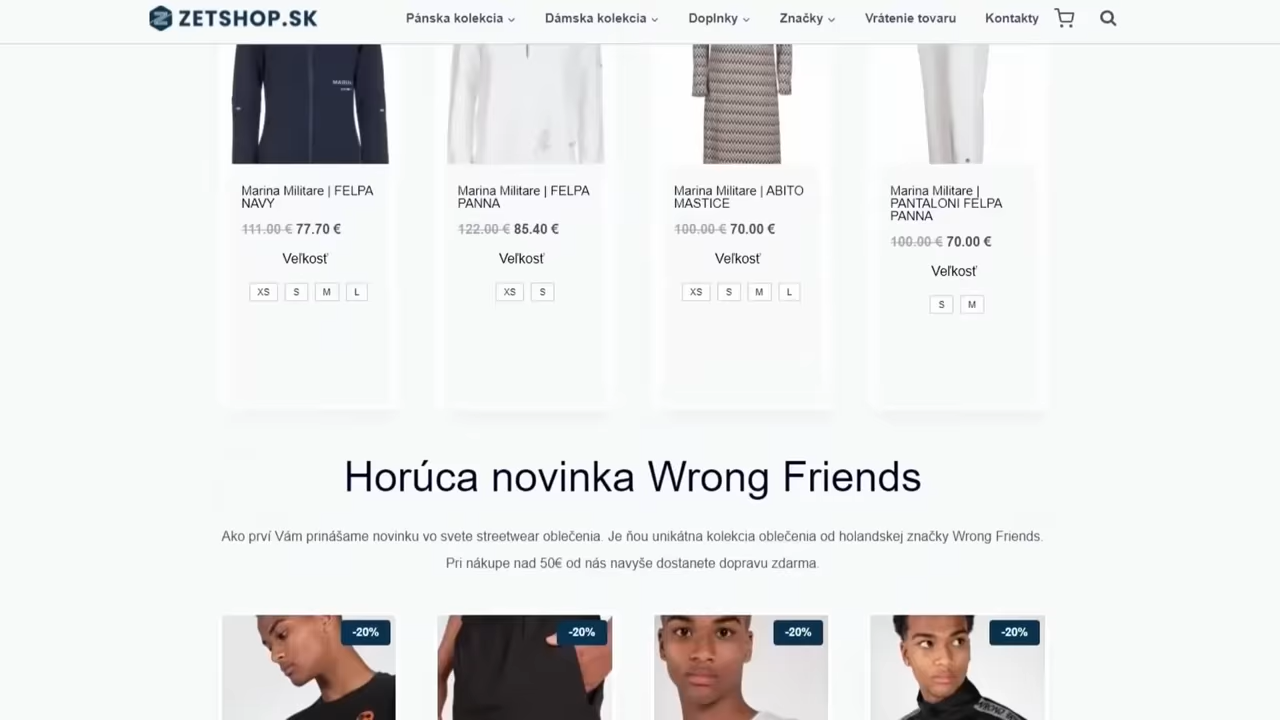 ZETSHOP.SK
Pánska kolekcia
Dámska kolekcia
Doplnky
Značky
Vrátenie tovaru
Kontakty
Marina Militare | FELPA
NAVY
111.00 € 77.70 €
Veľkosť
XS S M L
Marina Militare | FELPA
PANNA
122.00 € 85.40 €
Veľkosť
XS S
Marina Militare | ABITO
MASTICE
100.00 € 70.00 €
Veľkosť
XS S M L
Marina Militare |
PANTALONI FELPA
PANNA
100.00 € 70.00 €
Veľkosť
S M
Horúca novinka Wrong Friends
Ako prví Vám prinášame novinku vo svete streetwear oblečenia. Je ňou unikátna kolekcia oblečenia od holandskej značky Wrong Friends.
Pri nákupe nad 50€ od nás navyše dostanete dopravu zdarma.
-20%
-20%
-20%
-20%